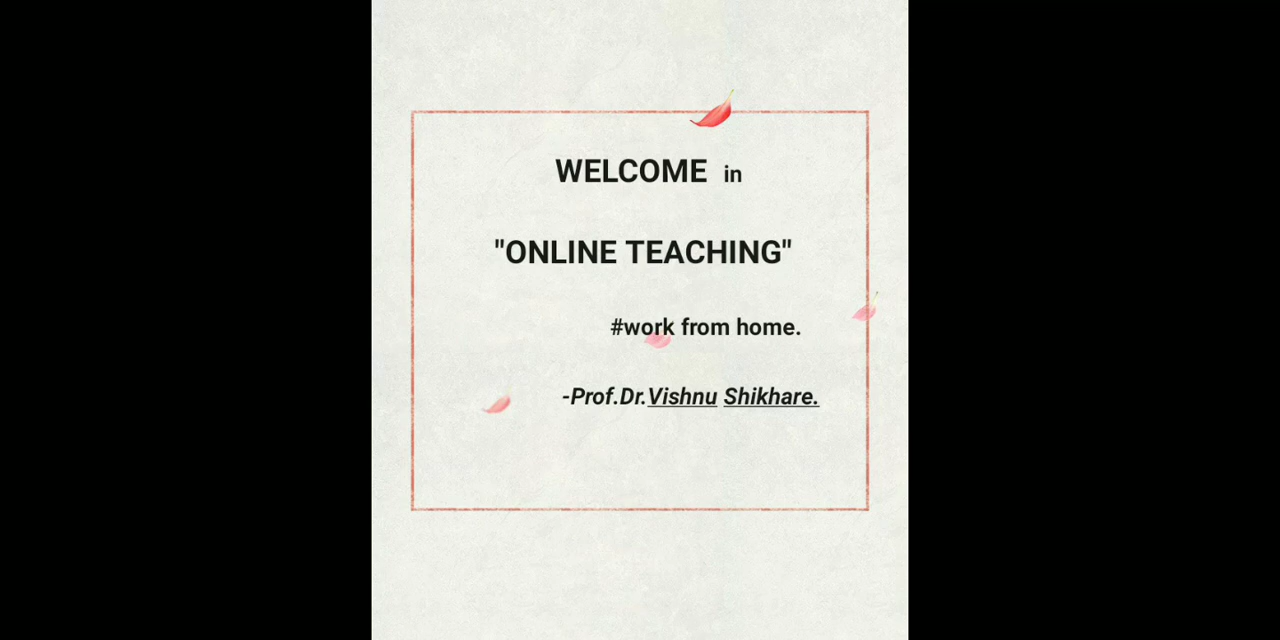 WELCOME in
"ONLINE TEACHING"
#work from home.
-Prof.Dr.Vishnu Shikhare.